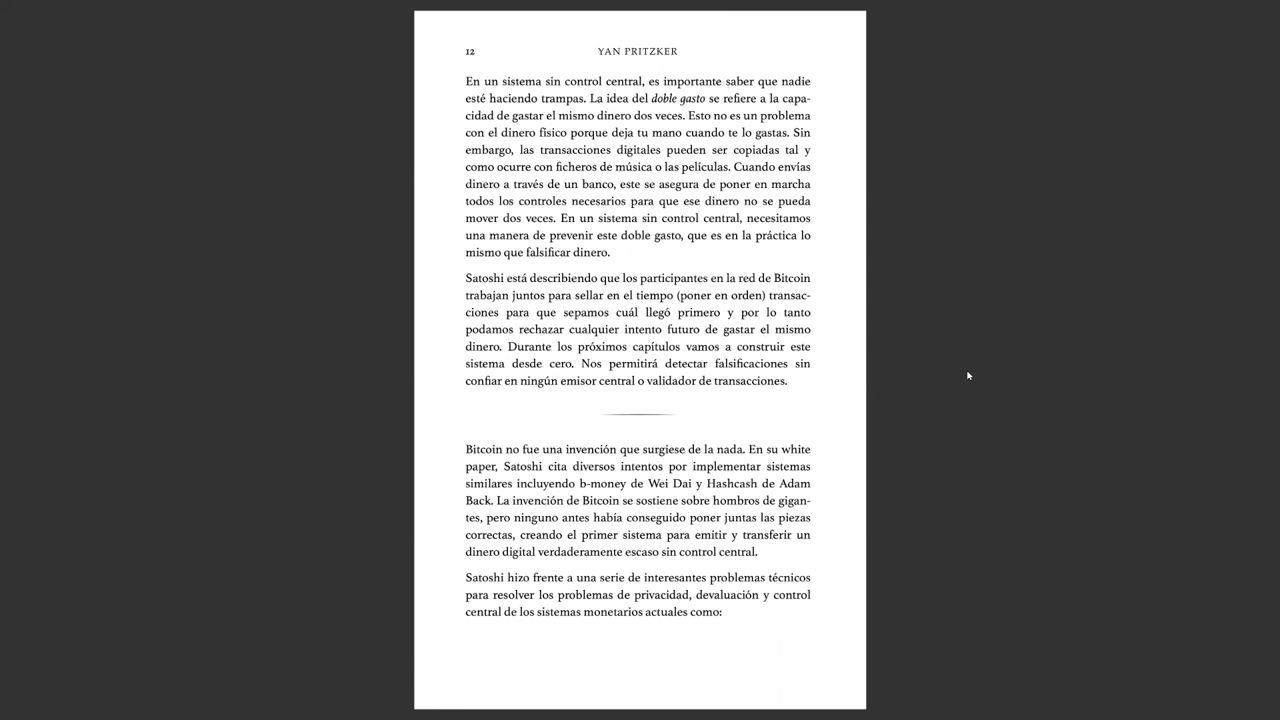 12
YAN PRITZKER
En un sistema sin control central, es importante saber que nadie
esté haciendo trampas. La idea del doble gasto se refiere a la capa-
cidad de gastar el mismo dinero dos veces. Esto no es un problema
con el dinero físico porque deja tu mano cuando te lo gastas. Sin
embargo, las transacciones digitales pueden ser copiadas tal y
como ocurre con ficheros de música o las películas. Cuando envías
dinero a través de un banco, este se asegura de poner en marcha
todos los controles necesarios para que ese dinero no se pueda
mover dos veces. En un sistema sin control central, necesitamos
una manera de prevenir este doble gasto, que es en la práctica lo
mismo que falsificar dinero.
Satoshi está describiendo que los participantes en la red de Bitcoin
trabajan juntos para sellar en el tiempo (poner en orden) transac-
ciones para que sepamos cuál llegó primero y por lo tanto
podamos rechazar cualquier intento futuro de gastar el mismo
dinero. Durante los próximos capítulos vamos a construir este
sistema desde cero. Nos permitirá detectar falsificaciones sin
confiar en ningún emisor central o validador de transacciones.
Bitcoin no fue una invención que surgiese de la nada. En su white
paper, Satoshi cita diversos intentos por implementar sistemas
similares incluyendo b-money de Wei Dai y Hashcash de Adam
Back. La invención de Bitcoin se sostiene sobre hombros de gigan-
tes, pero ninguno antes había conseguido poner juntas las piezas
correctas, creando el primer sistema para emitir y transferir un
dinero digital verdaderamente escaso sin control central.
Satoshi hizo frente a una serie de interesantes problemas técnicos
para resolver los problemas de privacidad, devaluación y control
central de los sistemas monetarios actuales como: